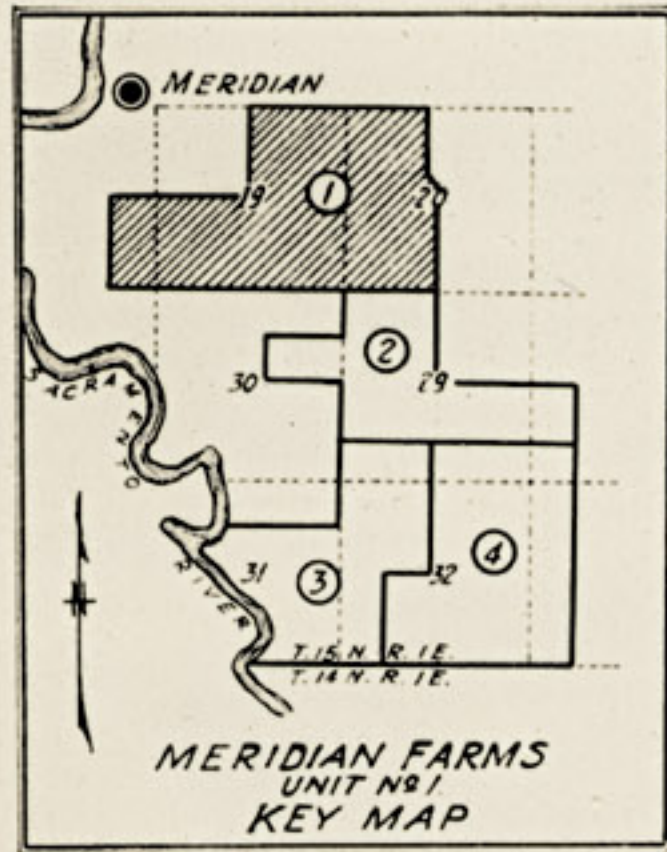 MERIDIAN
19
1
20
2
30
29
SACRAMENTO
RIVER
31
3
32
4
T. 15 N. R. 1 E.
T. 14 N. R. 1 E.
MERIDIAN FARMS
UNIT Nº 1
KEY MAP
N